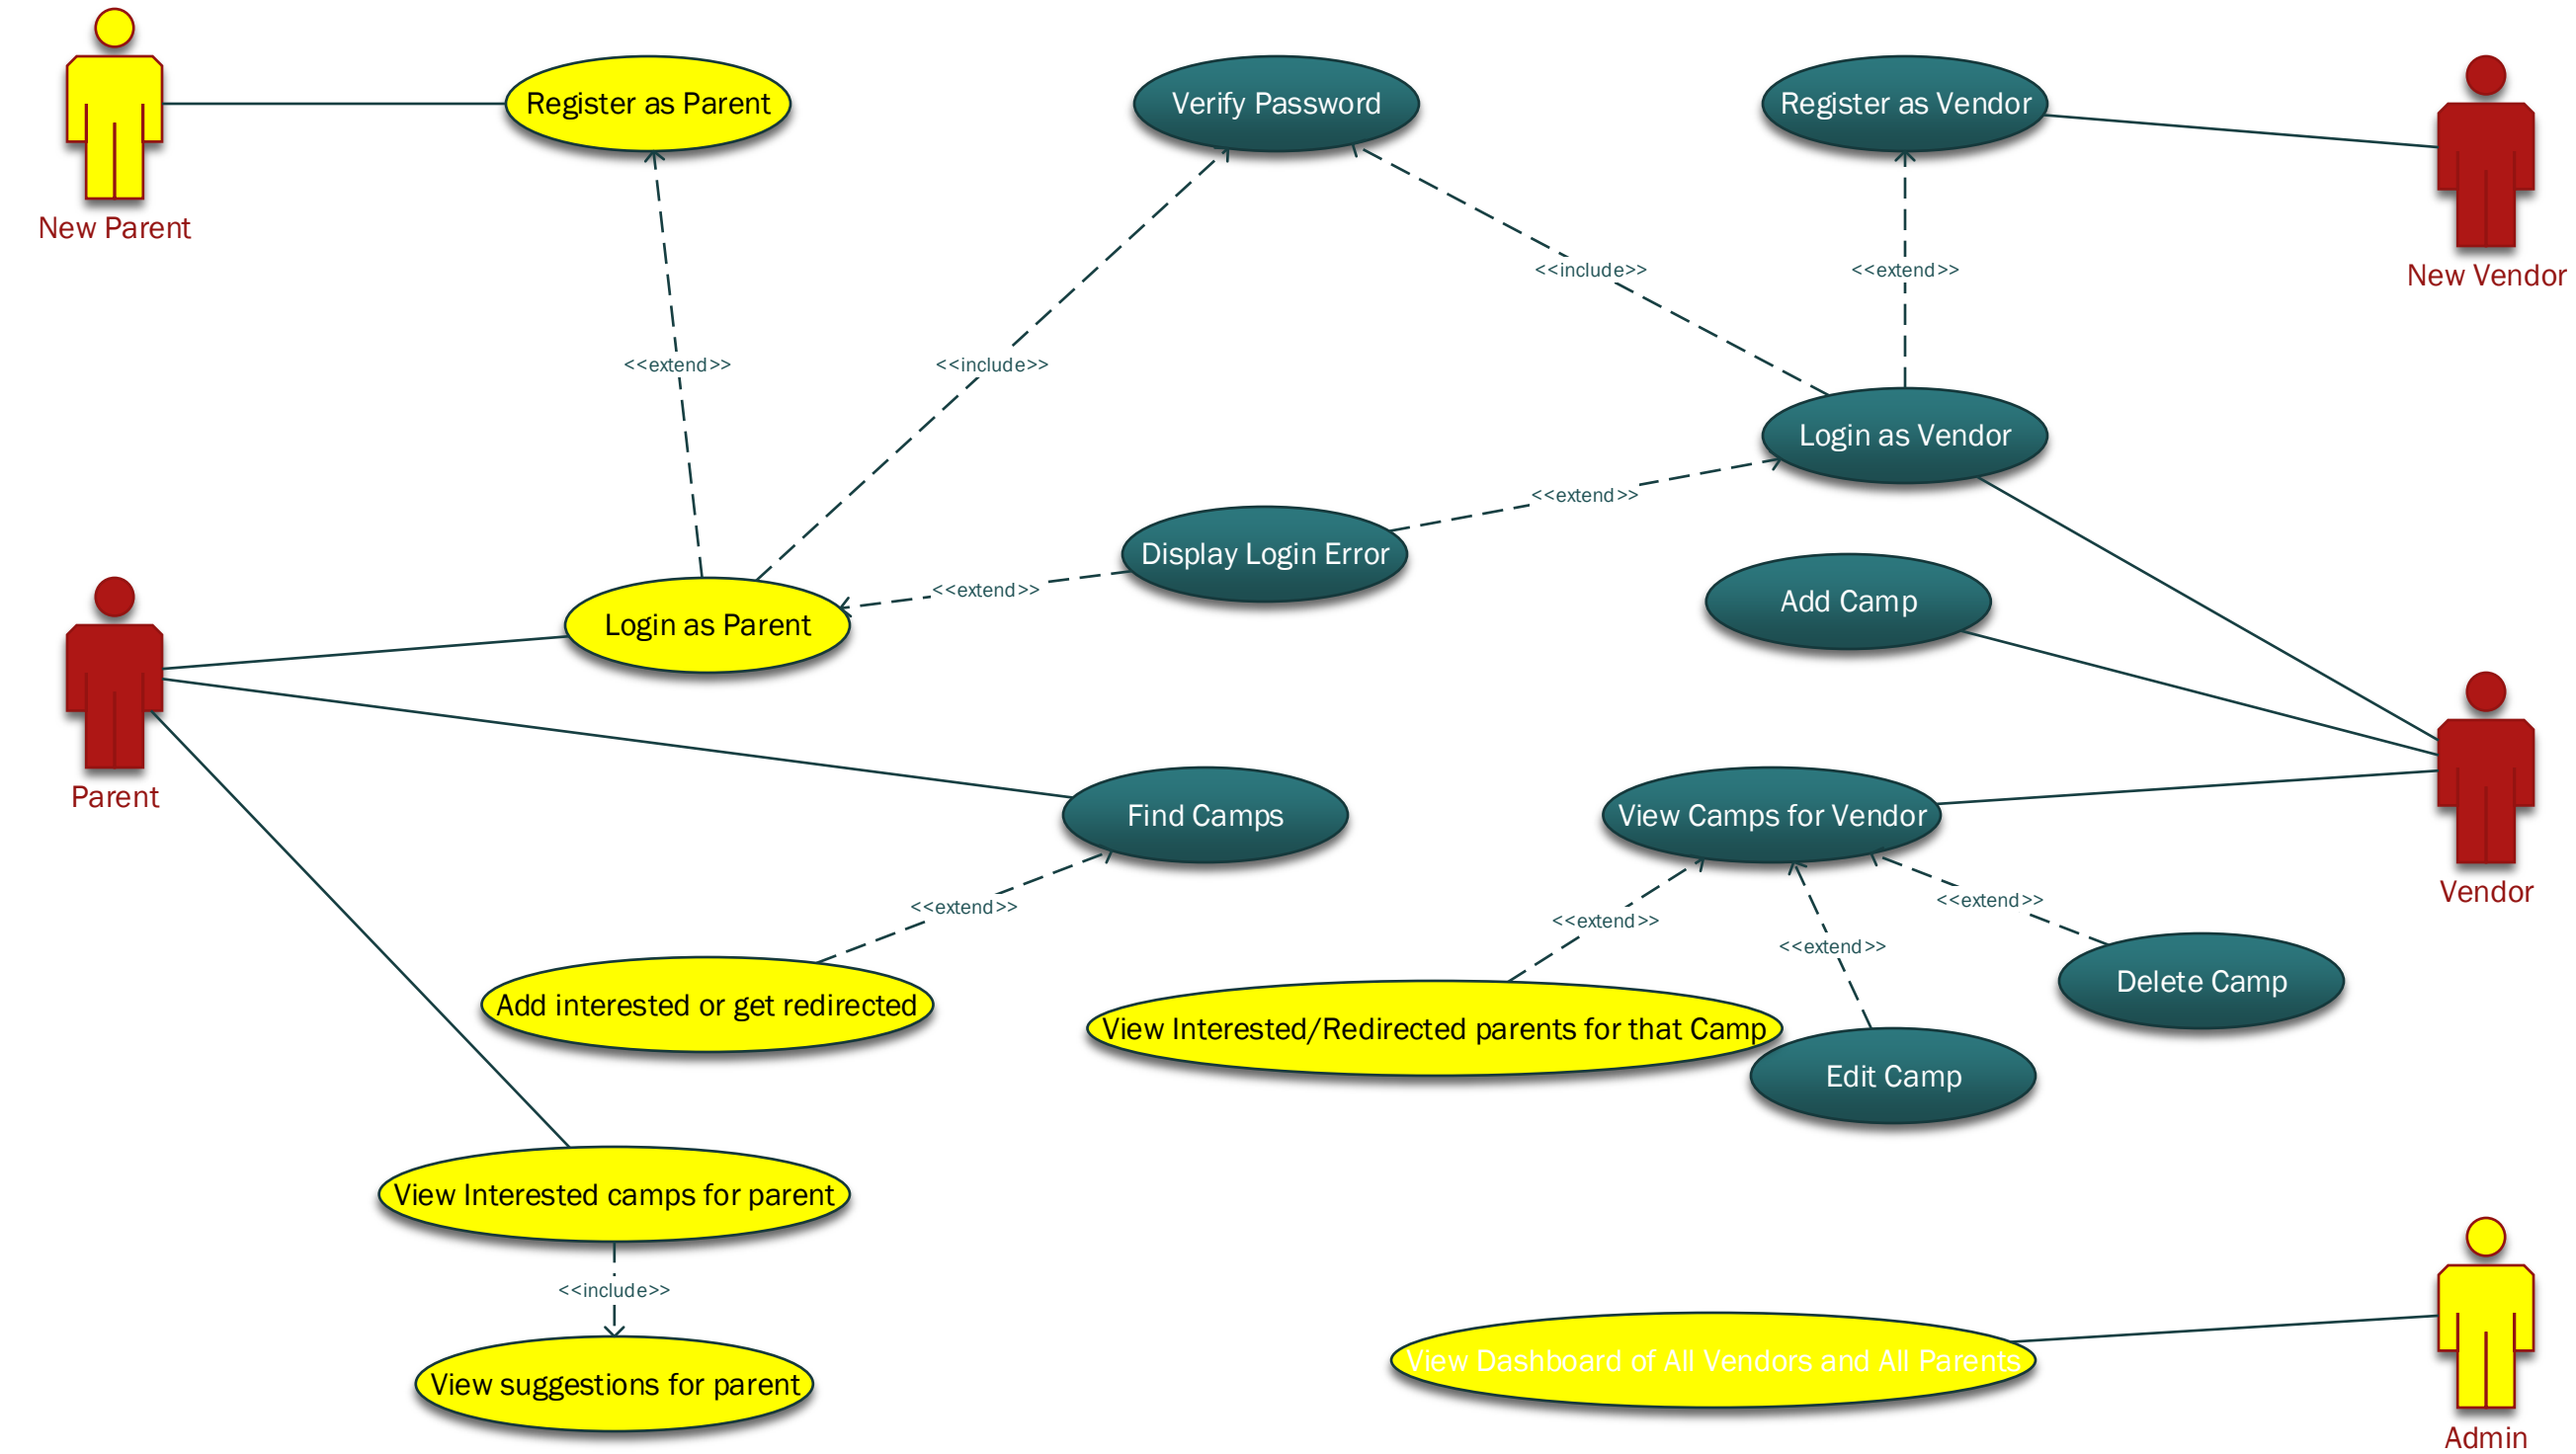 Register as Parent
Verify Password
Register as Vendor
New Parent
New Vendor
<<include>>
<<extend>>
<<extend>>
<<include>>
Login as Vendor
<<extend>>
Display Login Error
<<extend>>
Add Camp
Login as Parent
Parent
Find Camps
View Camps for Vendor
Vendor
<<extend>>
<<extend>>
<<extend>>
<<extend>>
Delete Camp
Add interested or get redirected
View Interested/Redirected parents for that Camp
Edit Camp
View Interested camps for parent
<<include>>
View Dashboard of All Vendors and All Parents
View suggestions for parent
Admin